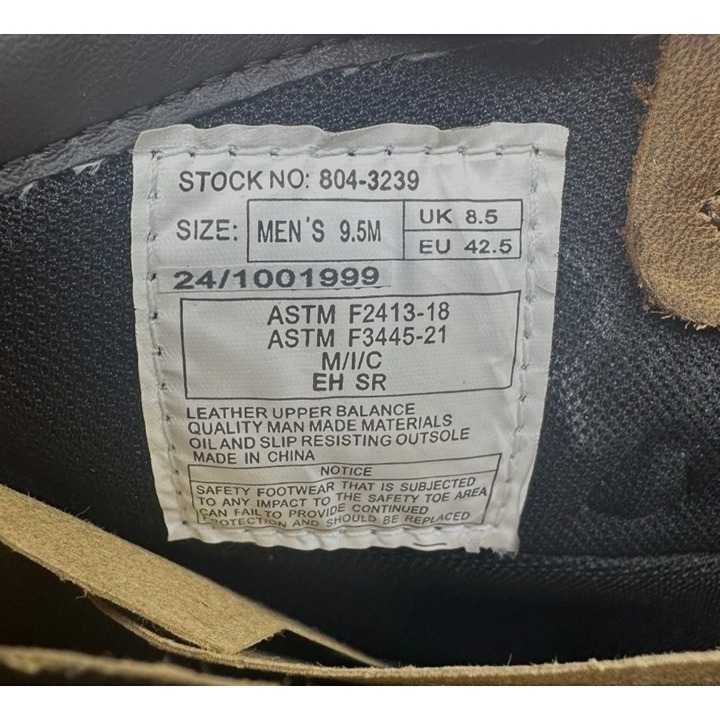 STOCK NO: 804-3239
SIZE: MEN'S 9.5M UK 8.5
EU 42.5
24/1001999
ASTM F2413-18
ASTM F3445-21
M/I/C
EH SR
LEATHER UPPER BALANCE
QUALITY MAN MADE MATERIALS
OIL AND SLIP RESISTING OUTSOLE
MADE IN CHINA
NOTICE
SAFETY FOOTWEAR THAT IS SUBJECTED
TO ANY IMPACT TO THE SAFETY TOE AREA
CAN FAIL TO PROVIDE CONTINUED
PROTECTION AND SHOULD BE REPLACED